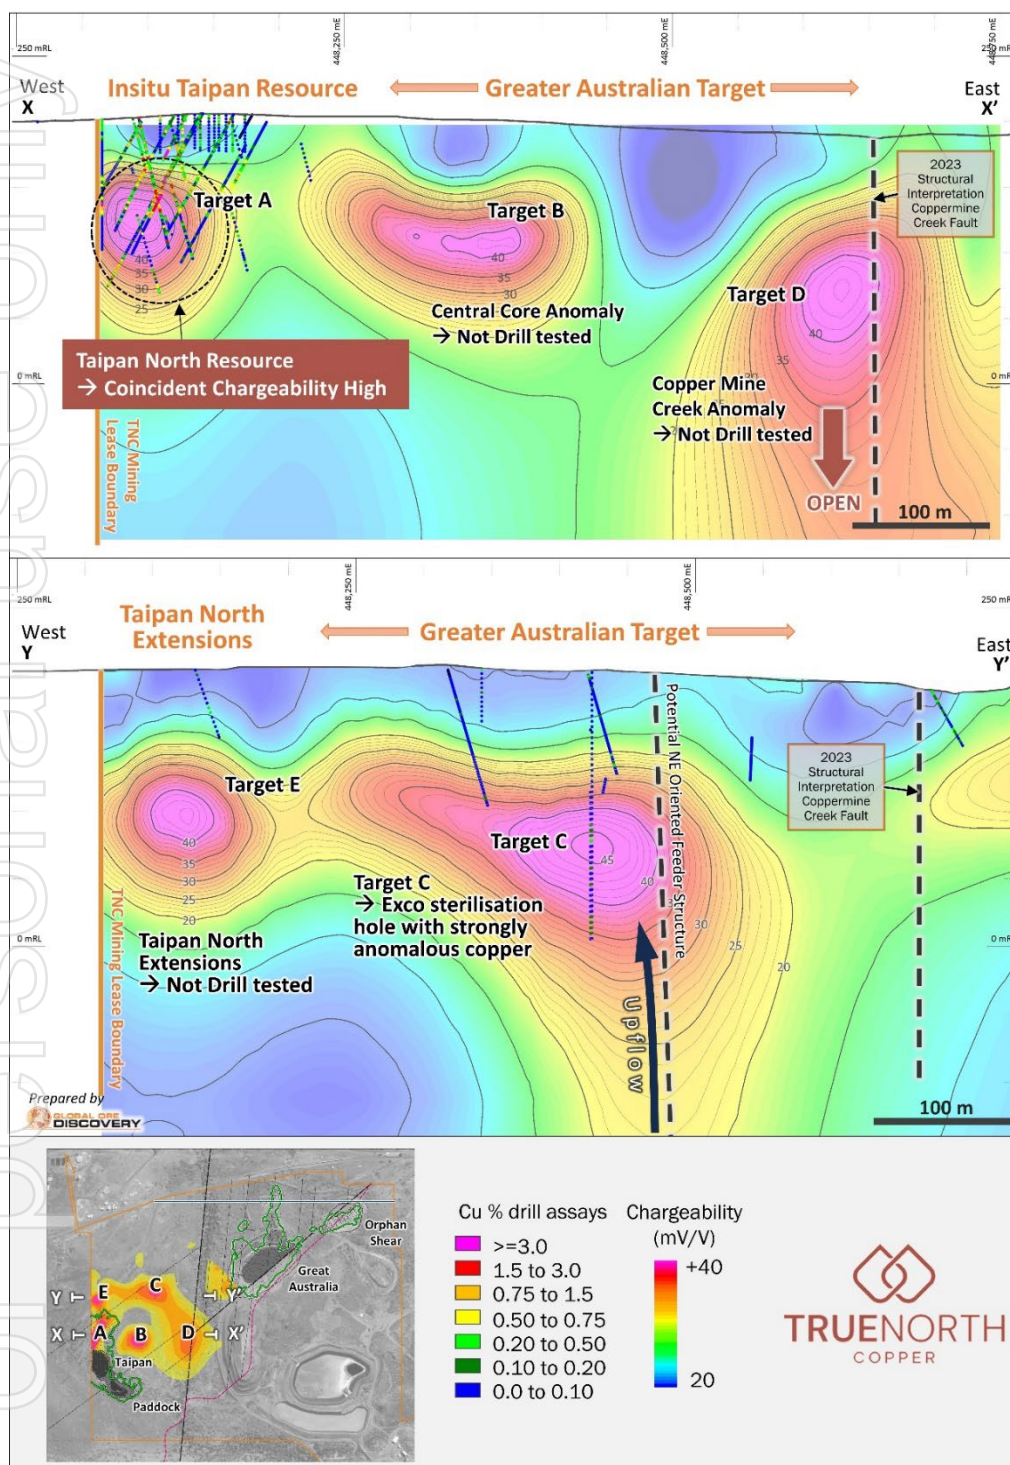 250 mRL
448,250 mE
448,500 mE
West
X
Insitu Taipan Resource
Greater Australian Target
East
X'
2023
Structural
Interpretation
Coppermine
Creek Fault
Target A
Target B
Target D
40
35
30
25
40
35
30
40
35
Central Core Anomaly
→ Not Drill tested
Taipan North Resource
→ Coincident Chargeability High
0 mRL
0 mRL
Copper Mine
Creek Anomaly
→ Not Drill tested
TNC Mining
Lease Boundary
OPEN
100 m
250 mRL
448,250 mE
448,500 mE
250 mRL
West
Y
Taipan North
Extensions
Greater Australian Target
East
Y'
Potential NE Oriented Feeder Structure
2023
Structural
Interpretation
Coppermine
Creek Fault
Target E
Target C
40
35
30
25
20
45
40
30
25
20
Target C
→ Exco sterilisation
hole with strongly
anomalous copper
Taipan North
Extensions
→ Not Drill tested
0 mRL
0 mRL
TNC Mining Lease Boundary
Upflow
100 m
Prepared by
GLOBAL ORE
DISCOVERY
Orphan
Shear
Great
Australia
Y
E
C
Y'
X
A
B
D
X'
Taipan
Paddock
Cu % drill assays
>=3.0
1.5 to 3.0
0.75 to 1.5
0.50 to 0.75
0.20 to 0.50
0.10 to 0.20
0.0 to 0.10
Chargeability
(mV/V)
+40
20
TRUENORTH
COPPER